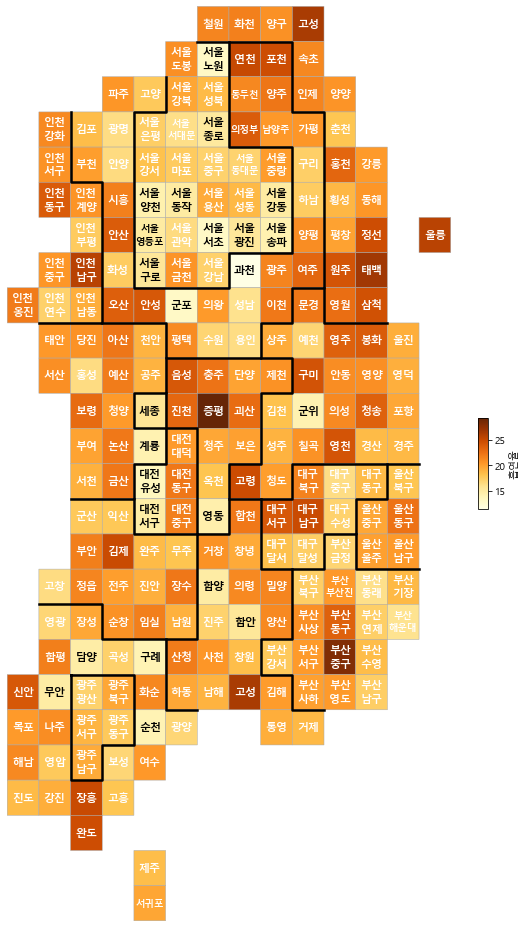 철원 화천 양구 고성
서울 도봉 서울 노원 연천 포천 속초
파주 고양 서울 강북 서울 성북 동두천 양주 인제 양양
인천 강화 김포 광명 서울 은평 서울 서대문 서울 종로 의정부 남양주 가평 춘천
인천 서구 부천 안양 서울 강서 서울 마포 서울 중구 서울 동대문 서울 중랑 구리 홍천 강릉
인천 동구 인천 계양 시흥 서울 양천 서울 동작 서울 용산 서울 성동 서울 강동 하남 횡성 동해
인천 부평 안산 서울 영등포 서울 관악 서울 서초 서울 광진 서울 송파 양평 평창 정선 울릉
인천 중구 인천 남구 화성 서울 구로 서울 금천 서울 강남 과천 광주 여주 원주 태백
인천 옹진 인천 연수 인천 남동 오산 안성 군포 의왕 성남 이천 문경 영월 삼척
태안 당진 아산 천안 평택 수원 용인 상주 예천 영주 봉화 울진
서산 홍성 예산 공주 음성 충주 단양 제천 구미 안동 영양 영덕
보령 청양 세종 진천 증평 괴산 김천 군위 의성 청송 포항
부여 논산 계룡 대전 대덕 청주 보은 성주 칠곡 영천 경산 경주
서천 금산 대전 유성 대전 동구 옥천 고령 청도 대구 북구 대구 중구 대구 동구 울산 북구
군산 익산 대전 서구 대전 중구 영동 합천 대구 서구 대구 남구 대구 수성 울산 중구 울산 동구
부안 김제 완주 무주 거창 창녕 대구 달서 대구 달성 부산 금정 울산 울주 울산 남구
고창 정읍 전주 진안 장수 함양 의령 밀양 부산 북구 부산 부산진 부산 동래 부산 기장
영광 장성 순창 임실 남원 진주 함안 양산 부산 사상 부산 동구 부산 연제 부산 해운대
함평 담양 곡성 구례 산청 사천 창원 부산 강서 부산 서구 부산 중구 부산 수영
신안 무안 광주 광산 광주 북구 화순 하동 남해 고성 김해 부산 사하 부산 영도 부산 남구
목포 나주 광주 서구 광주 동구 순천 광양 통영 거제
해남 영암 광주 남구 보성 여수
진도 강진 장흥 고흥
완도
제주
서귀포
25
20
15
흡연율